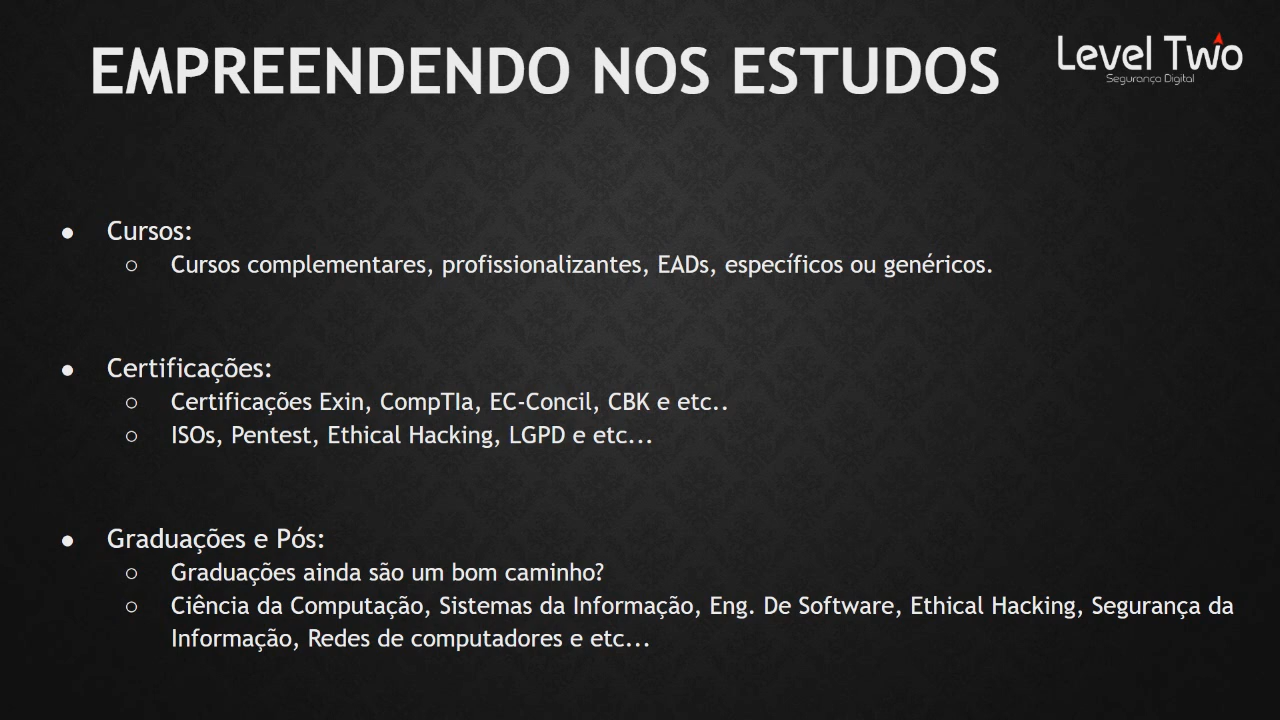 EMPREENDENDO NOS ESTUDOS
Level Two
Segurança Digital
● Cursos:
○ Cursos complementares, profissionalizantes, EADs, específicos ou genéricos.
● Certificações:
○ Certificações Exin, CompTIa, EC-Concil, CBK e etc..
○ ISOs, Pentest, Ethical Hacking, LGPD e etc...
● Graduações e Pós:
○ Graduações ainda são um bom caminho?
○ Ciência da Computação, Sistemas da Informação, Eng. De Software, Ethical Hacking, Segurança da
Informação, Redes de computadores e etc...